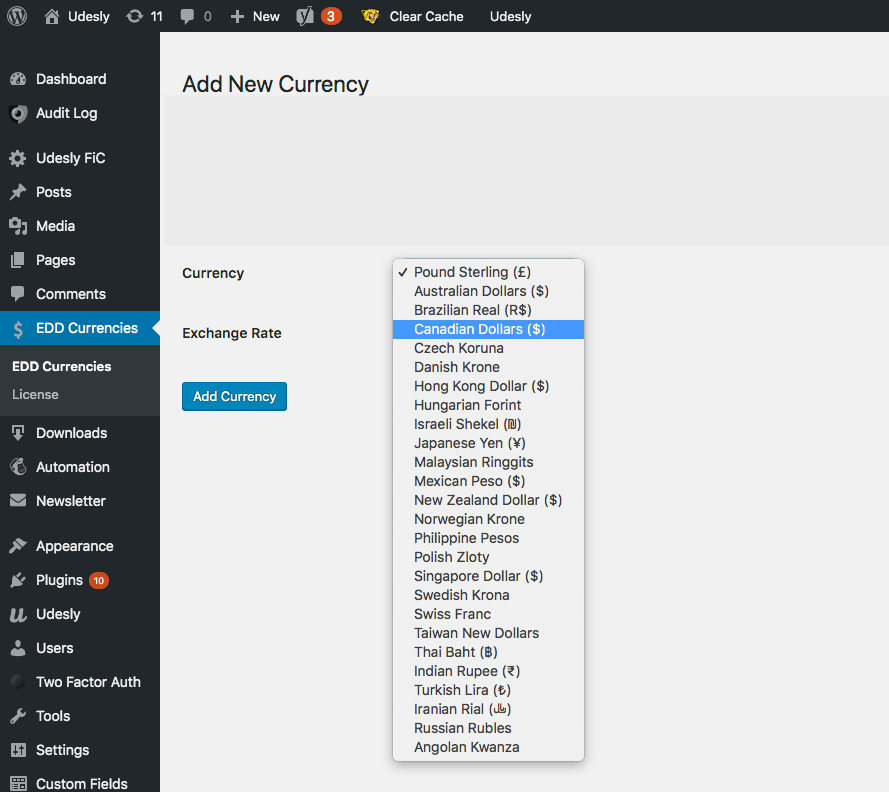 Udesly 11 0 New 3 Clear Cache Udesly
Dashboard
Audit Log
Udesly FiC
Posts
Media
Pages
Comments
EDD Currencies
EDD Currencies
License
Downloads
Automation
Newsletter
Appearance
Plugins 10
Udesly
Users
Two Factor Auth
Tools
Settings
Custom Fields
Add New Currency
Currency
✓ Pound Sterling (£)
Australian Dollars ($)
Brazilian Real (R$)
Canadian Dollars ($)
Czech Koruna
Danish Krone
Hong Kong Dollar ($)
Hungarian Forint
Israeli Shekel (₪)
Japanese Yen (¥)
Malaysian Ringgits
Mexican Peso ($)
New Zealand Dollar ($)
Norwegian Krone
Philippine Pesos
Polish Zloty
Singapore Dollar ($)
Swedish Krona
Swiss Franc
Taiwan New Dollars
Thai Baht (฿)
Indian Rupee (₹)
Turkish Lira (₺)
Iranian Rial (﷼)
Russian Rubles
Angolan Kwanza
Exchange Rate
Add Currency